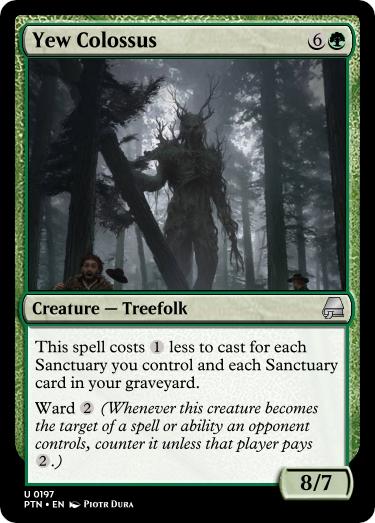 Yew Colossus 6
Creature — Treefolk
This spell costs 1 less to cast for each
Sanctuary you control and each Sanctuary
card in your graveyard.
Ward 2 (Whenever this creature becomes
the target of a spell or ability an opponent
controls, counter it unless that player pays
2.)
8/7
U 0197
PTN • EN Piotr Dura